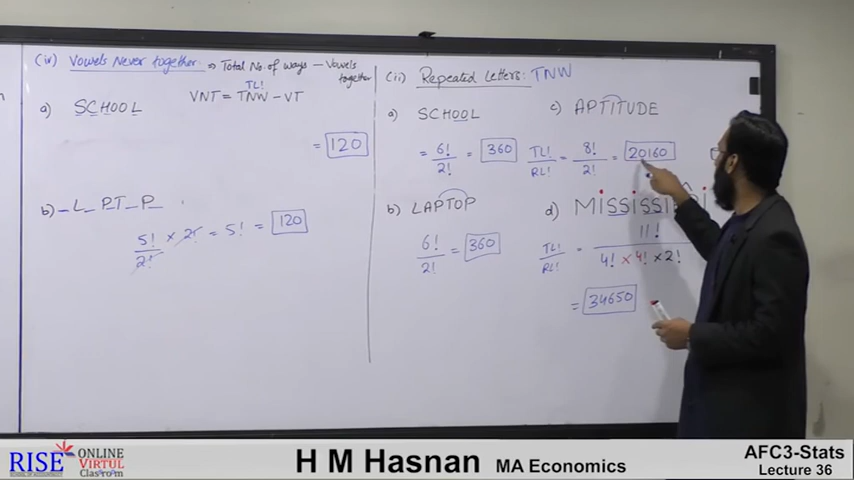 (iv) Vowels Never together: ⇒ Total No. of ways – Vowels together
VNT = TNW – VT
TL!
a) SCHOOL
= 120
b) _L_PT_P_
5!/2! × 2! = 5! = 120
(ii) Repeated Letters: TNW
a) SCHOOL
= 6!/2! = 360
b) LAPTOP
6!/2! = 360
c) APTITUDE
TL!/RL! = 8!/2! = 20160
d) MISSISSIPPI
TL!/RL! = 11!/4! × 4! × 2!
= 34650
RISE ONLINE VIRTUL Classroom
H M Hasnan MA Economics
AFC3-Stats
Lecture 36